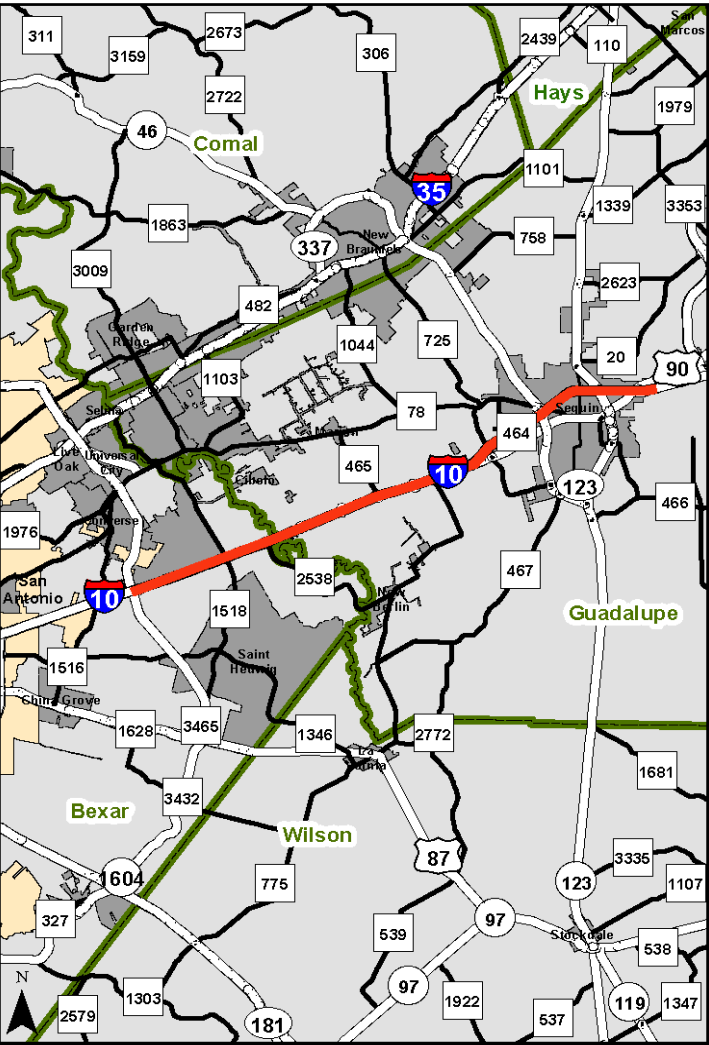 San
Marcos
311
2673
2439
110
3159
306
Hays
2722
1979
46
Comal
1101
35
1863
1339
3353
New
Braunfels
337
758
3009
2623
482
Garden
Ridge
1044
725
20
90
1103
Selma
78
Seguin
464
Marion
Live
Oak
Universal
City
465
10
Cibolo
123
466
1976
Converse
San
Antonio
10
2538
467
New
Berlin
1518
Guadalupe
1516
Saint
Hedwig
China Grove
1628
3465
1346
2772
La
Vernia
1681
3432
Bexar
Wilson
87
3335
1604
775
123
1107
327
97
539
Stockdale
538
N
97
1303
1922
119
1347
2579
181
537